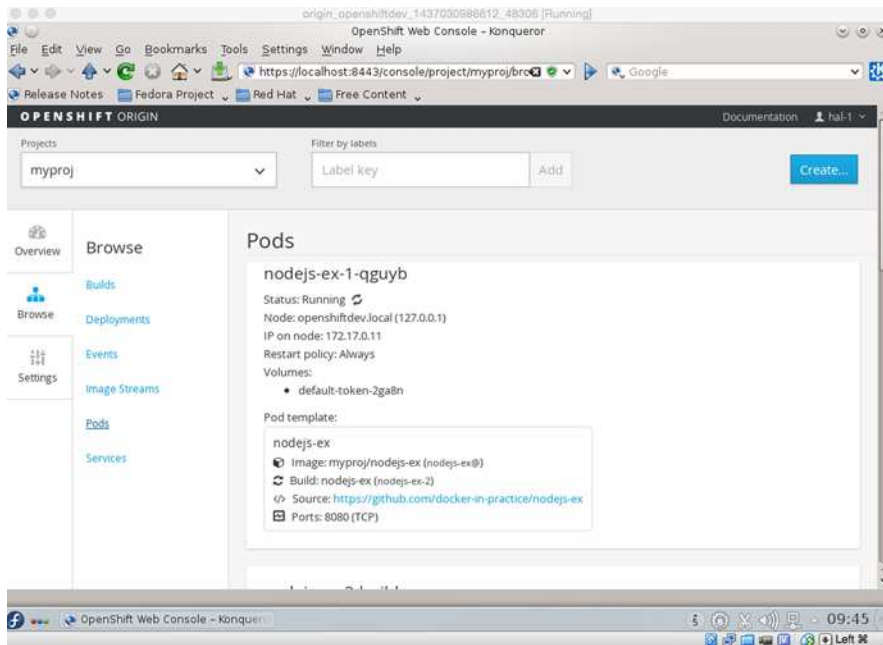 origin_openshiftdev_1437030986612_48306 [Running]
OpenShift Web Console – Konqueror
File Edit View Go Bookmarks Tools Settings Window Help
https://localhost:8443/console/project/myproj/bro
Google
Release Notes Fedora Project Red Hat Free Content
OPENSHIFT ORIGIN
Documentation hal-1
Projects
Filter by labels
myproj
Label key
Add
Create...
Overview
Browse
Settings
Browse
Builds
Deployments
Events
Image Streams
Pods
Services
Pods
nodejs-ex-1-qguyb
Status: Running
Node: openshiftdev.local (127.0.0.1)
IP on node: 172.17.0.11
Restart policy: Always
Volumes:
• default-token-2ga8n
Pod template:
nodejs-ex
Image: myproj/nodejs-ex (nodejs-ex@)
Build: nodejs-ex (nodejs-ex-2)
</> Source: https://github.com/docker-in-practice/nodejs-ex
Ports: 8080 (TCP)
OpenShift Web Console – Konquer
09:45
Left ⌘